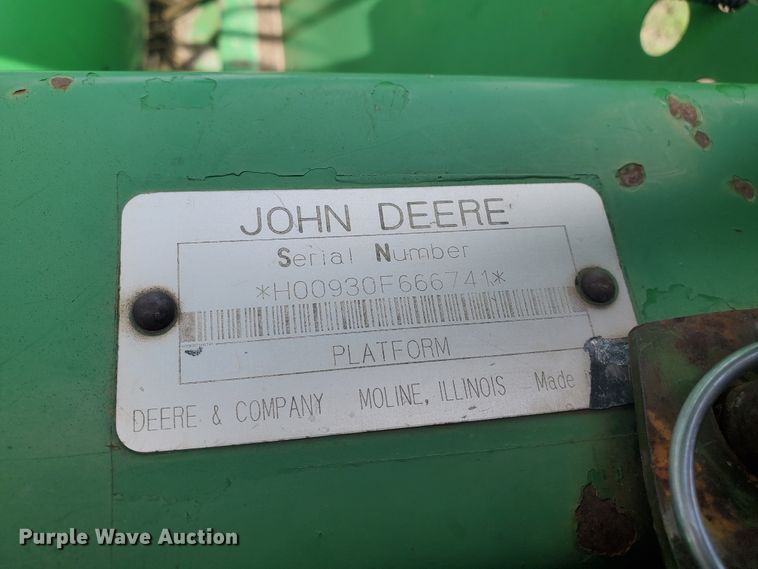 JOHN DEERE
Serial Number
*H00930F666741*
PLATFORM
DEERE & COMPANY MOLINE, ILLINOIS Made
Purple Wave Auction